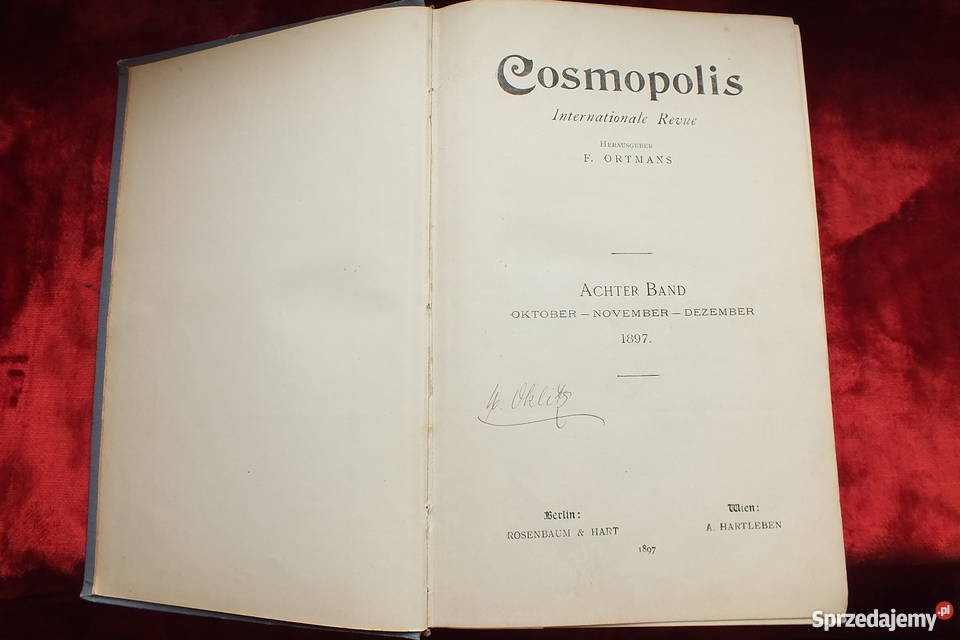 Cosmopolis
Internationale Revue
HERAUSGEBER
F. ORTMANS
ACHTER BAND
OKTOBER — NOVEMBER — DEZEMBER
1897.
Berlin:
ROSENBAUM & HART
Wien:
A. HARTLEBEN
1897
Sprzedajemy.pl